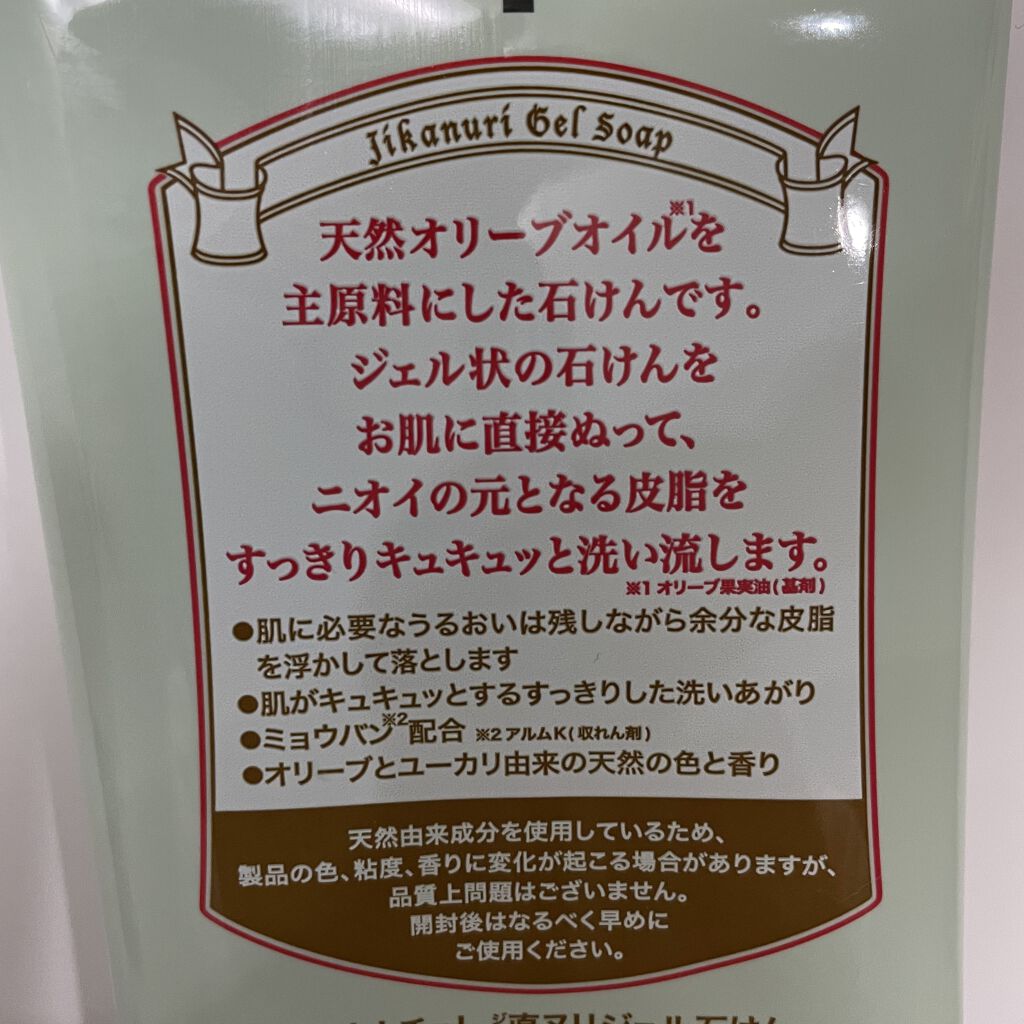 Jikanuri Gel Soap
天然オリーブオイル※1を
主原料にした石けんです。
ジェル状の石けんを
お肌に直接ぬって、
ニオイの元となる皮脂を
すっきりキュキュッと洗い流します。
※1 オリーブ果実油(基剤)
●肌に必要なうるおいは残しながら余分な皮脂
を浮かして落とします
●肌がキュキュッとするすっきりした洗いあがり
●ミョウバン※2配合 ※2 アルムK(収れん剤)
●オリーブとユーカリ由来の天然の色と香り
天然由来成分を使用しているため、
製品の色、粘度、香りに変化が起こる場合がありますが、
品質上問題はございません。
開封後はなるべく早めに
ご使用ください。
直ヌリジェル石けん